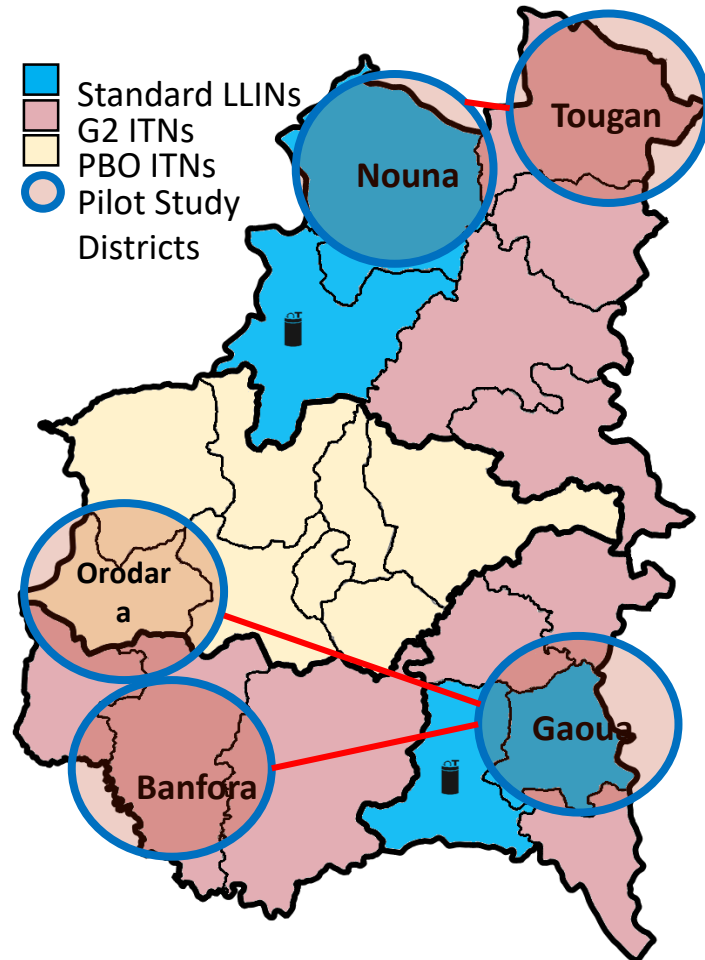 Standard LLINs
G2 ITNs
PBO ITNs
Pilot Study
Districts
Tougan
Nouna
Orodar
a
Gaoua
Banfora